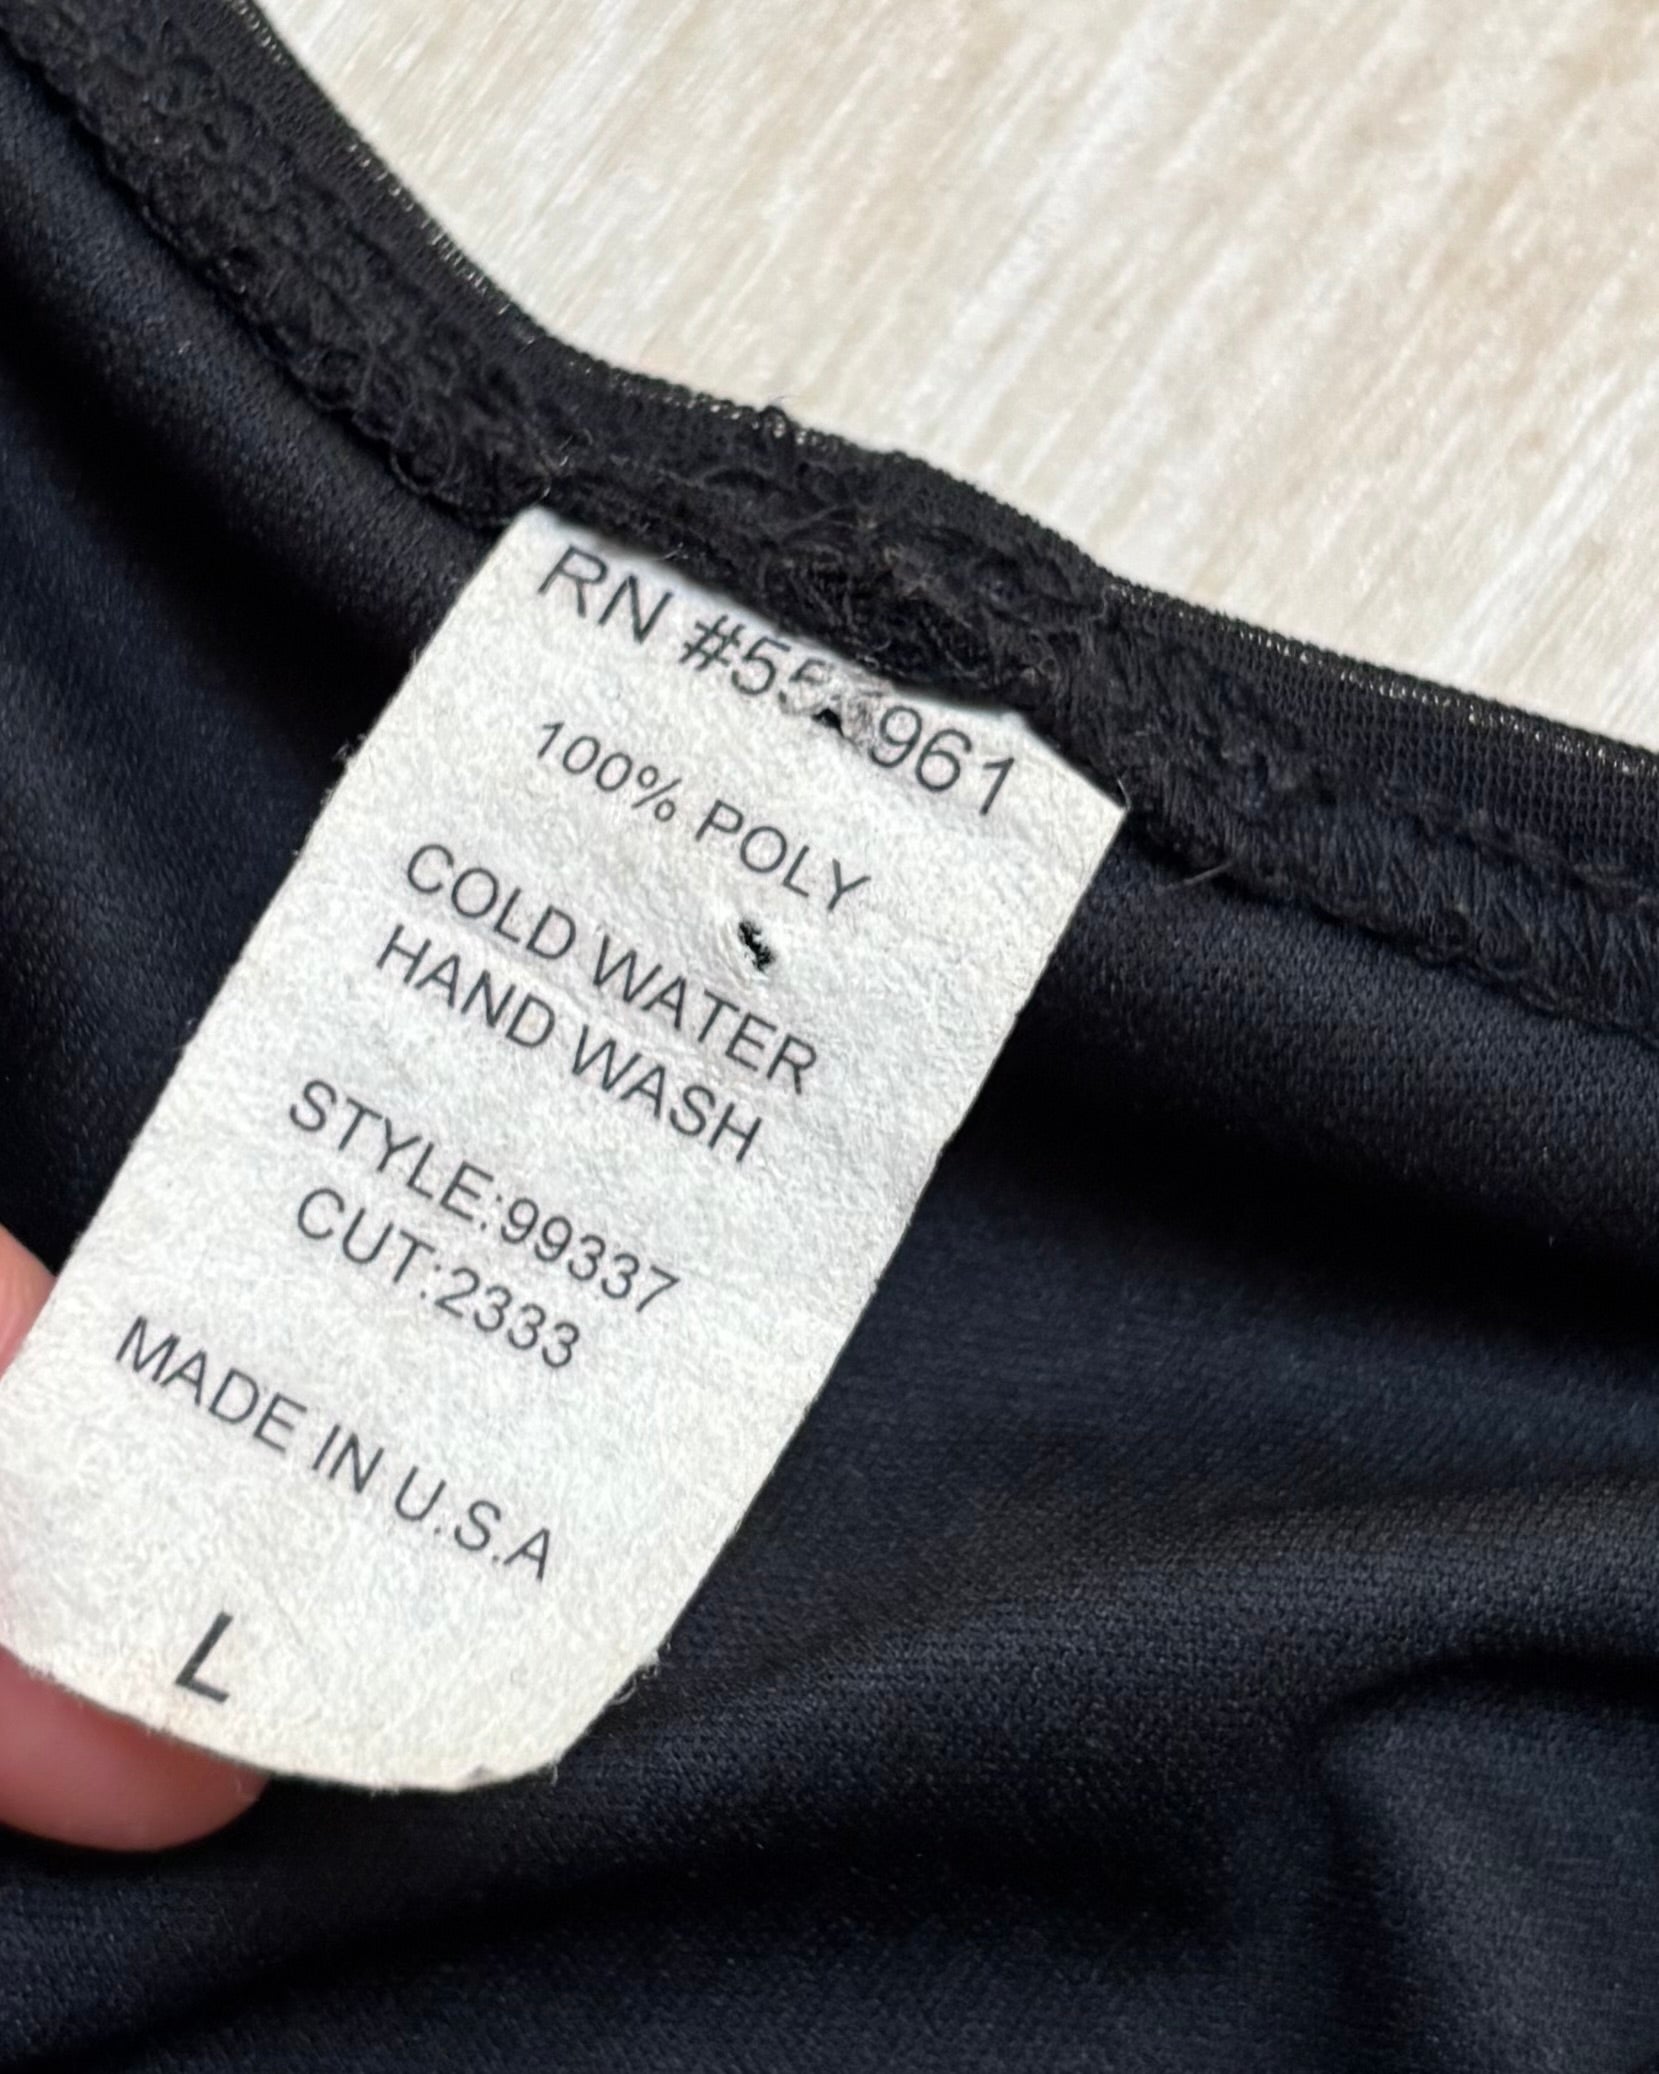 RN
100% POLY
COLD WATER
HAND WASH
STYLE:99337
CUT:2333
MADE IN U.S.A
L